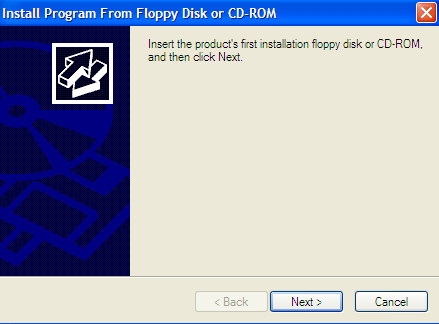 Install Program From Floppy Disk or CD-ROM
Insert the product's first installation floppy disk or CD-ROM,
and then click Next.
< Back Next > Cancel